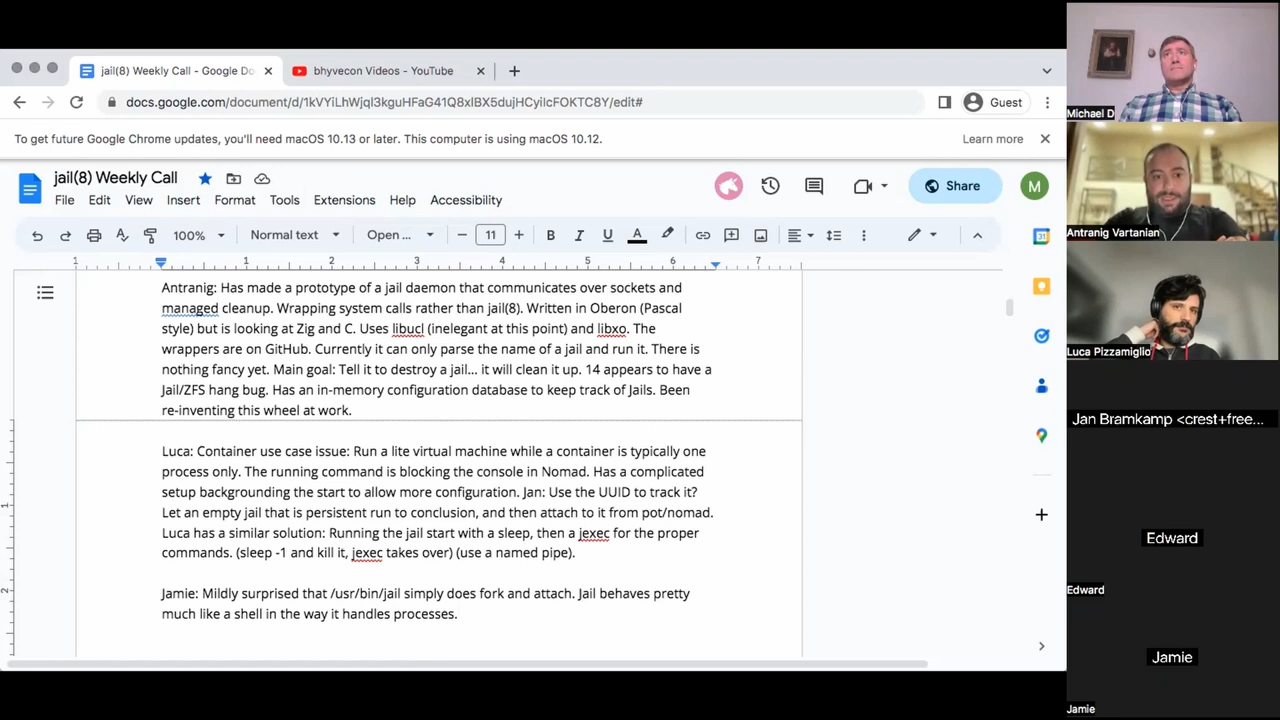 jail(8) Weekly Call - Google Do
bhyvecon Videos - YouTube
docs.google.com/document/d/1kVYiLhWjqI3kguHFaG41Q8xIBX5dujHCyiIcFOKTC8Y/edit#
Guest
To get future Google Chrome updates, you'll need macOS 10.13 or later. This computer is using macOS 10.12.
Learn more
jail(8) Weekly Call
File Edit View Insert Format Tools Extensions Help Accessibility
Share
M
100% Normal text Open ... 11 B I U A
1 1 2 3 4 5 6 7
Antranig: Has made a prototype of a jail daemon that communicates over sockets and
managed cleanup. Wrapping system calls rather than jail(8). Written in Oberon (Pascal
style) but is looking at Zig and C. Uses libucl (inelegant at this point) and libxo. The
wrappers are on GitHub. Currently it can only parse the name of a jail and run it. There is
nothing fancy yet. Main goal: Tell it to destroy a jail... it will clean it up. 14 appears to have a
Jail/ZFS hang bug. Has an in-memory configuration database to keep track of Jails. Been
re-inventing this wheel at work.
Luca: Container use case issue: Run a lite virtual machine while a container is typically one
process only. The running command is blocking the console in Nomad. Has a complicated
setup backgrounding the start to allow more configuration. Jan: Use the UUID to track it?
Let an empty jail that is persistent run to conclusion, and then attach to it from pot/nomad.
Luca has a similar solution: Running the jail start with a sleep, then a jexec for the proper
commands. (sleep -1 and kill it, jexec takes over) (use a named pipe).
Jamie: Mildly surprised that /usr/bin/jail simply does fork and attach. Jail behaves pretty
much like a shell in the way it handles processes.
1
2
31
Michael D
Antranig Vartanian
Luca Pizzamiglio
Jan Bramkamp <crest+free...
Edward
Edward
Jamie
Jamie